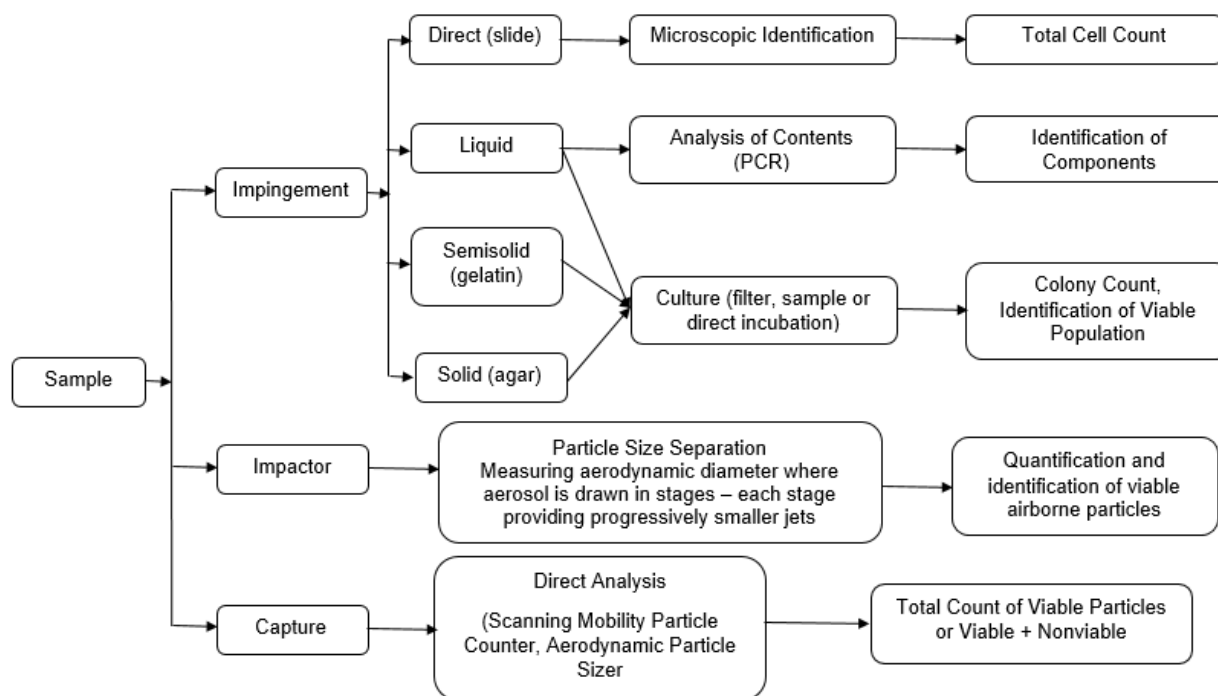 Direct (slide)
Microscopic Identification
Total Cell Count
Liquid
Analysis of Contents
(PCR)
Identification of
Components
Impingement
Semisolid
(gelatin)
Culture (filter, sample or
direct incubation)
Colony Count,
Identification of Viable
Population
Solid (agar)
Sample
Impactor
Particle Size Separation
Measuring aerodynamic diameter where
aerosol is drawn in stages – each stage
providing progressively smaller jets
Quantification and
identification of viable
airborne particles
Capture
Direct Analysis
(Scanning Mobility Particle
Counter, Aerodynamic Particle
Sizer
Total Count of Viable Particles
or Viable + Nonviable